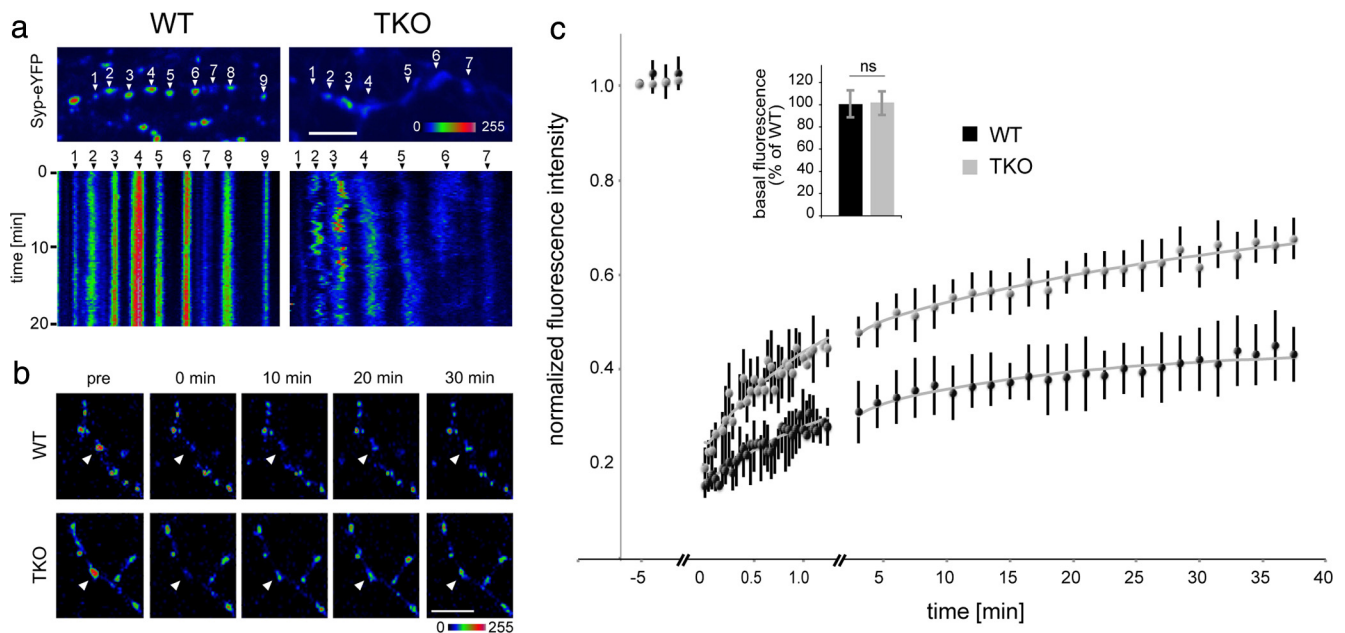 a
WT
TKO
Syp-eYFP
1 2 3 4 5 6 7 8 9
1 2 3 4 5 6 7
0 255
1 2 3 4 5 6 7 8 9
1 2 3 4 5 6 7
time [min]
0
10
20
b
pre 0 min 10 min 20 min 30 min
WT
TKO
0 255
c
normalized fluorescence intensity
1.0
0.8
0.6
0.4
0.2
basal fluorescence
(% of WT)
120
100
80
60
40
20
0
ns
WT
TKO
-5 0 0.5 1.0 5 10 15 20 25 30 35 40
time [min]